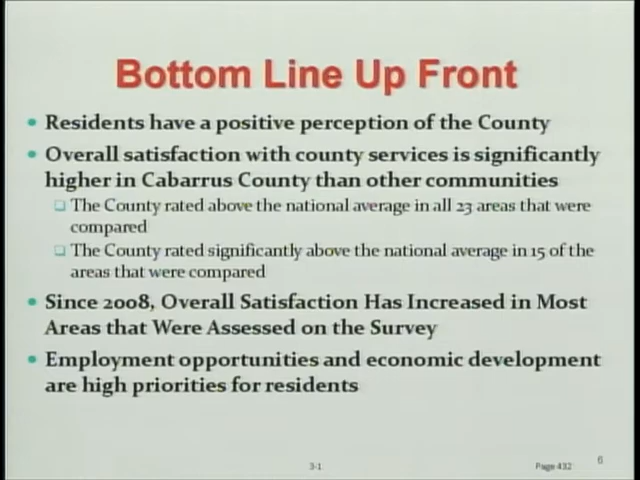 Bottom Line Up Front
Residents have a positive perception of the County
Overall satisfaction with county services is significantly
higher in Cabarrus County than other communities
The County rated above the national average in all 23 areas that were
compared
The County rated significantly above the national average in 15 of the
areas that were compared
Since 2008, Overall Satisfaction Has Increased in Most
Areas that Were Assessed on the Survey
Employment opportunities and economic development
are high priorities for residents
3-1
Page 432
6